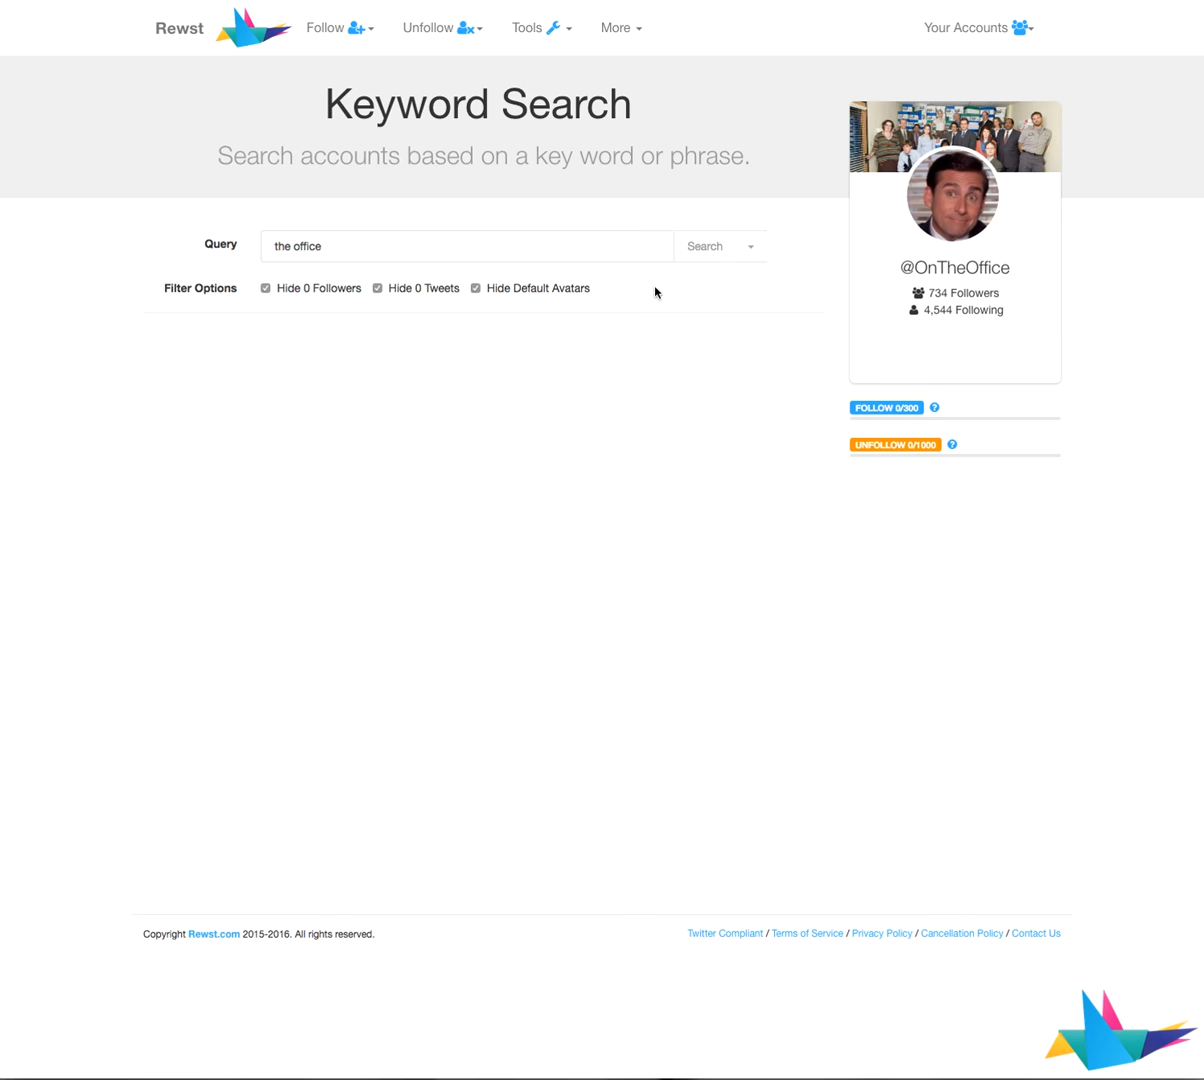 Rewst Follow Unfollow Tools More Your Accounts
Keyword Search
Search accounts based on a key word or phrase.
Query the office Search
Filter Options Hide 0 Followers Hide 0 Tweets Hide Default Avatars
@OnTheOffice
734 Followers
4,544 Following
FOLLOW 0/300 ?
UNFOLLOW 0/1000 ?
Copyright Rewst.com 2015-2016. All rights reserved. Twitter Compliant / Terms of Service / Privacy Policy / Cancellation Policy / Contact Us